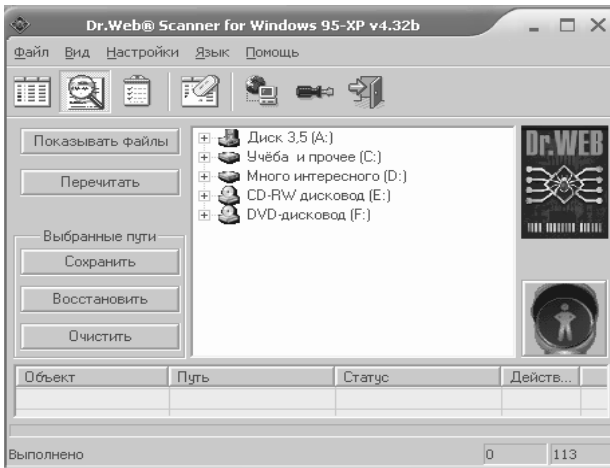 Dr.Web® Scanner for Windows 95-XP v4.32b
Файл Вид Настройки Язык Помощь
Показывать файлы
Перечитать
Выбранные пути
Сохранить
Восстановить
Очистить
Диск 3,5 (A:)
Учёба и прочее (C:)
Много интересного (D:)
CD-RW дисковод (E:)
DVD-дисковод (F:)
Dr.WEB
Объект Путь Статус Действ...
Выполнено 0 113